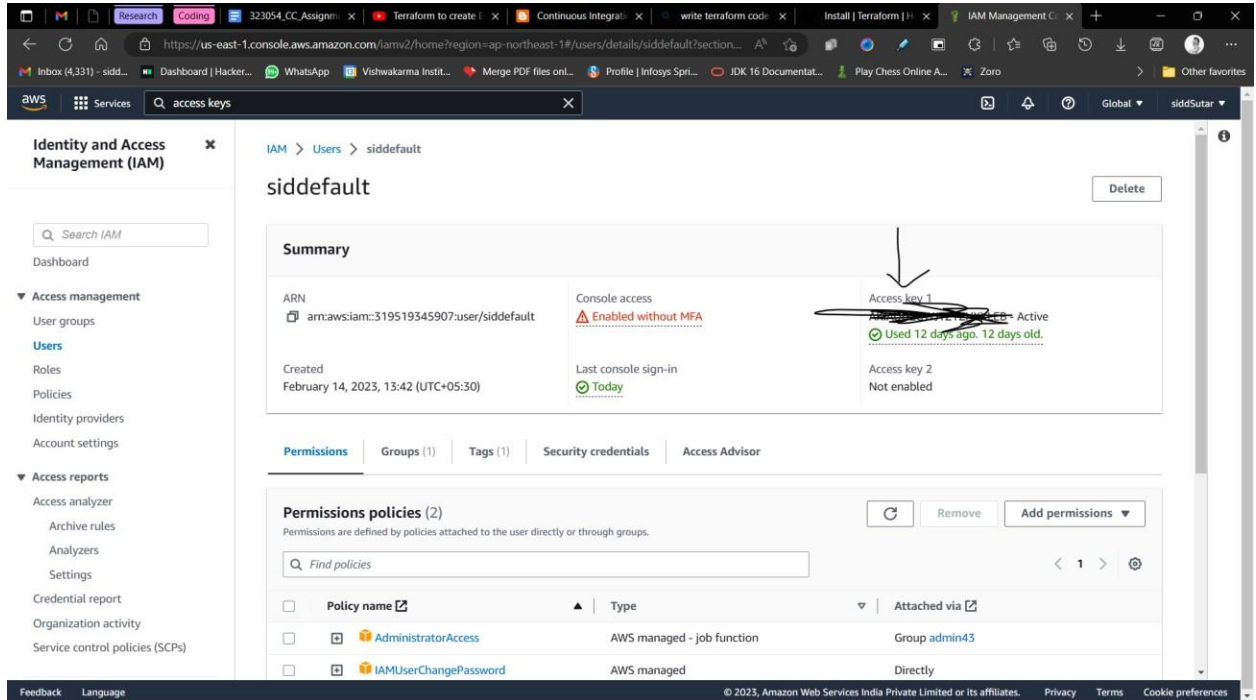 Research
Coding
323054_CC_Assignm
Terraform to create E
Continuous Integrati
write terraform code
Install | Terraform | H
IAM Management Co
https://us-east-1.console.aws.amazon.com/iamv2/home?region=ap-northeast-1#/users/details/siddefault?section...
Inbox (4,331) - sidd...
Dashboard | Hacker...
WhatsApp
Vishwakarma Instit...
Merge PDF files onl...
Profile | Infosys Spri...
JDK 16 Documentat...
Play Chess Online A...
Zoro
Other favorites
aws
Services
access keys
Global
siddSutar
Identity and Access
Management (IAM)
Search IAM
Dashboard
Access management
User groups
Users
Roles
Policies
Identity providers
Account settings
Access reports
Access analyzer
Archive rules
Analyzers
Settings
Credential report
Organization activity
Service control policies (SCPs)
IAM > Users > siddefault
siddefault
Delete
Summary
ARN
arn:aws:iam::319519345907:user/siddefault
Console access
Enabled without MFA
Access key 1
- Active
Used 12 days ago. 12 days old.
Created
February 14, 2023, 13:42 (UTC+05:30)
Last console sign-in
Today
Access key 2
Not enabled
Permissions
Groups (1)
Tags (1)
Security credentials
Access Advisor
Permissions policies (2)
Permissions are defined by policies attached to the user directly or through groups.
Remove
Add permissions
Find policies
1
Policy name
Type
Attached via
AdministratorAccess
AWS managed - job function
Group admin43
IAMUserChangePassword
AWS managed
Directly
Feedback
Language
© 2023, Amazon Web Services India Private Limited or its affiliates.
Privacy
Terms
Cookie preferences